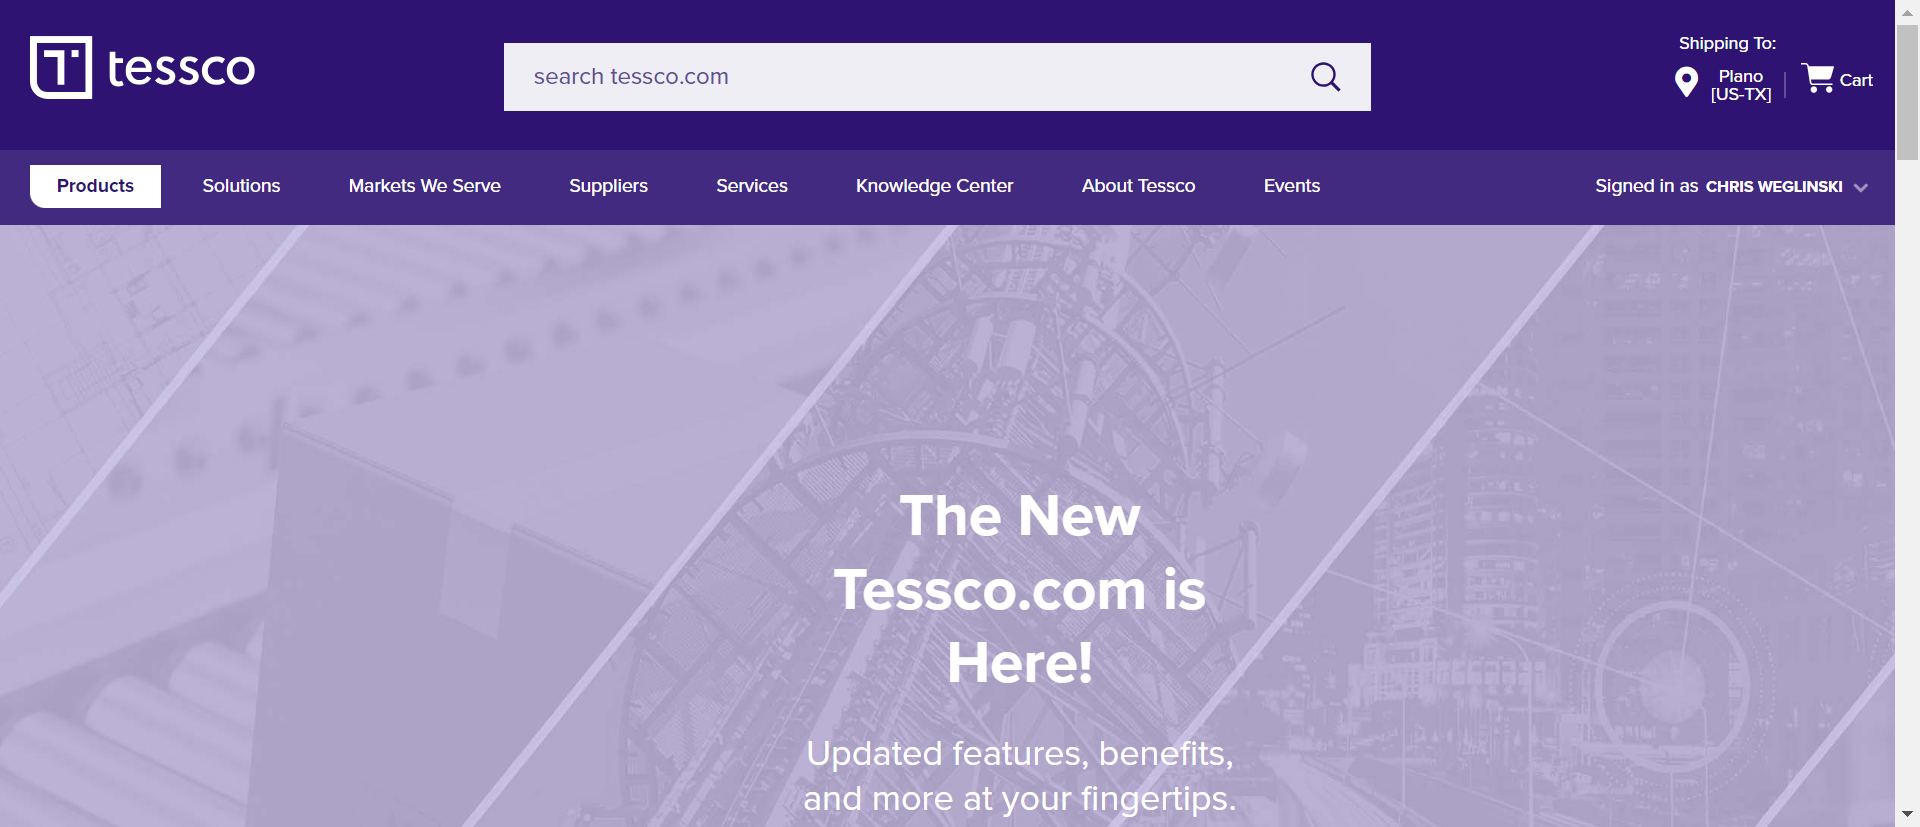 tessco
search tessco.com
Shipping To:
Plano
[US-TX]
Cart
Products
Solutions
Markets We Serve
Suppliers
Services
Knowledge Center
About Tessco
Events
Signed in as CHRIS WEGLINSKI
The New
Tessco.com is
Here!
Updated features, benefits,
and more at your fingertips.